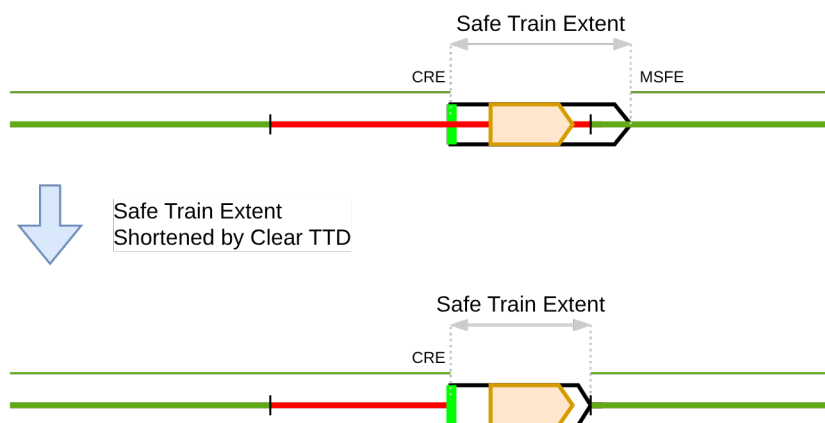 Safe Train Extent
CRE
MSFE
Safe Train Extent
Shortened by Clear TTD
Safe Train Extent
CRE